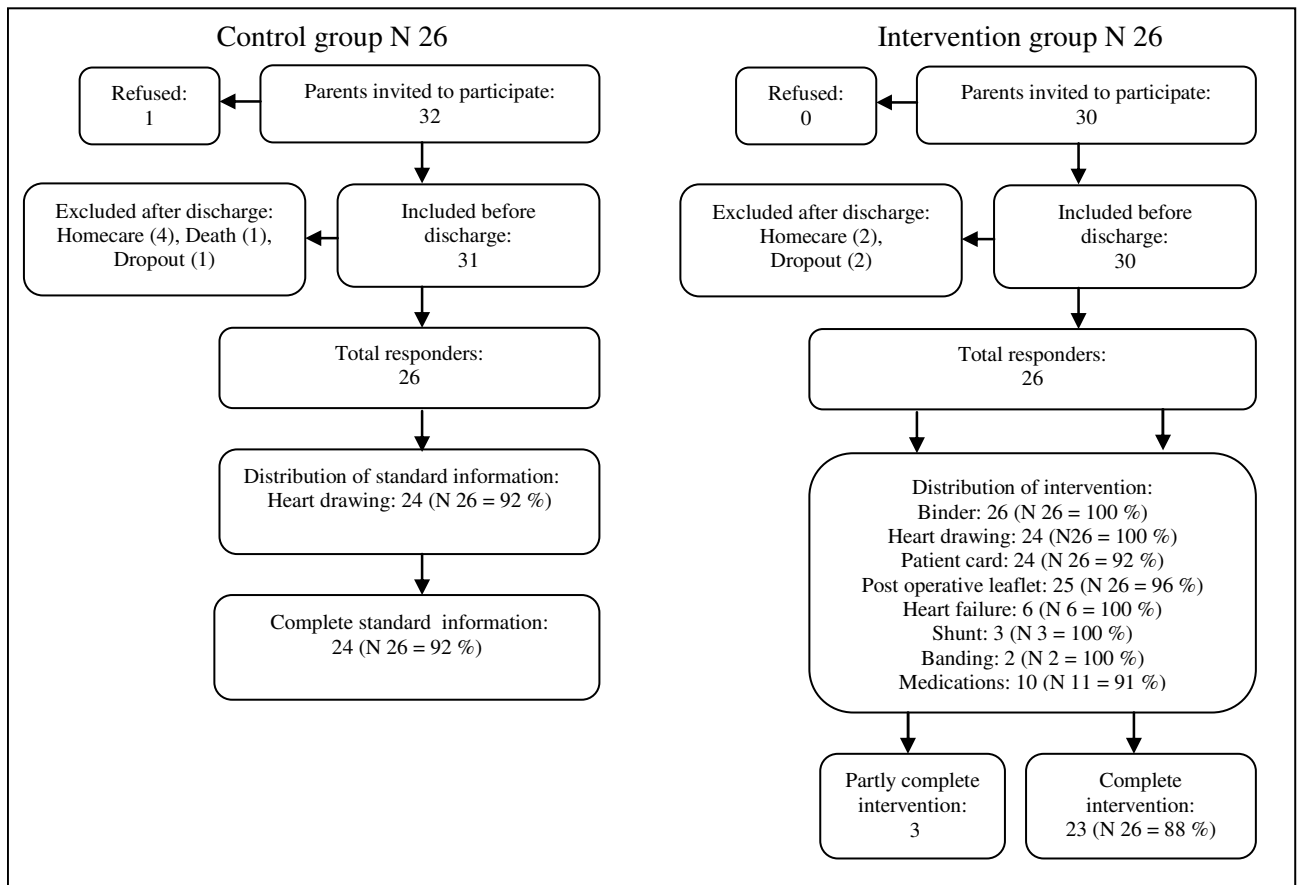 Control group N 26
Refused:
1
Parents invited to participate:
32
Excluded after discharge:
Homecare (4), Death (1),
Dropout (1)
Included before
discharge:
31
Total responders:
26
Distribution of standard information:
Heart drawing: 24 (N 26 = 92 %)
Complete standard information:
24 (N 26 = 92 %)
Intervention group N 26
Refused:
0
Parents invited to participate:
30
Excluded after discharge:
Homecare (2),
Dropout (2)
Included before
discharge:
30
Total responders:
26
Distribution of intervention:
Binder: 26 (N 26 = 100 %)
Heart drawing: 24 (N26 = 100 %)
Patient card: 24 (N 26 = 92 %)
Post operative leaflet: 25 (N 26 = 96 %)
Heart failure: 6 (N 6 = 100 %)
Shunt: 3 (N 3 = 100 %)
Banding: 2 (N 2 = 100 %)
Medications: 10 (N 11 = 91 %)
Partly complete
intervention:
3
Complete
intervention:
23 (N 26 = 88 %)